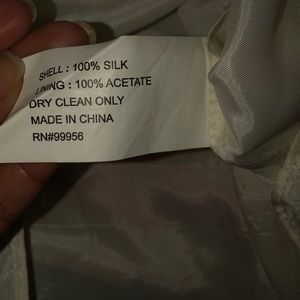 SHELL : 100% SILK
LINING : 100% ACETATE
DRY CLEAN ONLY
MADE IN CHINA
RN#99956